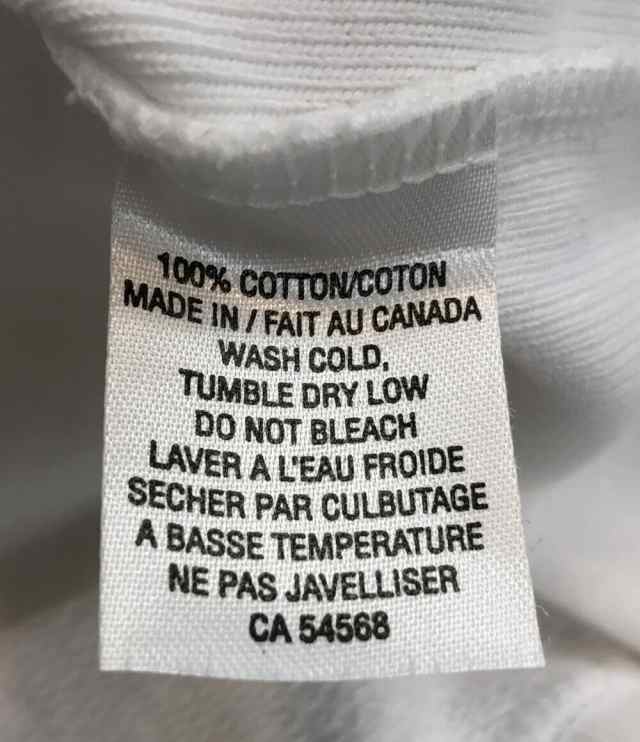 100% COTTON/COTON
MADE IN / FAIT AU CANADA
WASH COLD,
TUMBLE DRY LOW
DO NOT BLEACH
LAVER A L'EAU FROIDE
SECHER PAR CULBUTAGE
A BASSE TEMPERATURE
NE PAS JAVELLISER
CA 54568